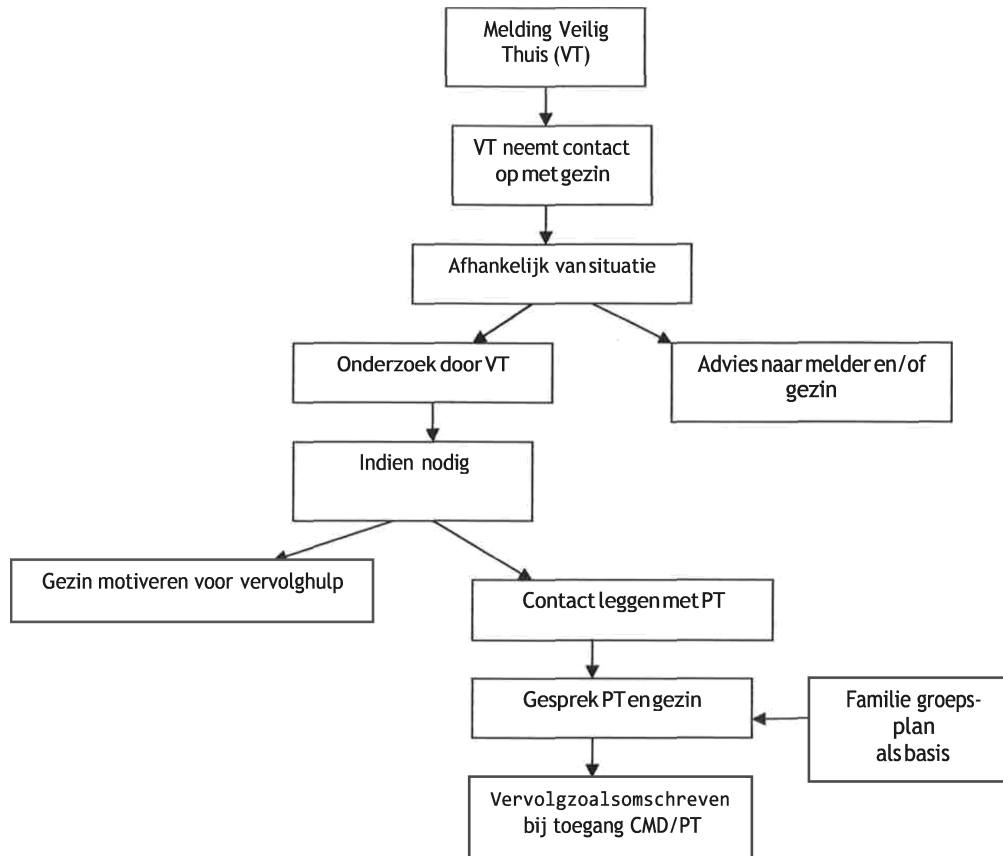 Melding Veilig
Thuis (VT)
VT neemt contact
op met gezin
Afhankelijk van situatie
Onderzoek door VT
Advies naar melder en/of
gezin
Indien nodig
Gezin motiveren voor vervolghulp
Contact leggen met PT
Gesprek PT en gezin
Familie groeps-
plan
als basis
Vervolg zoals omschreven
bij toegang CMD/PT